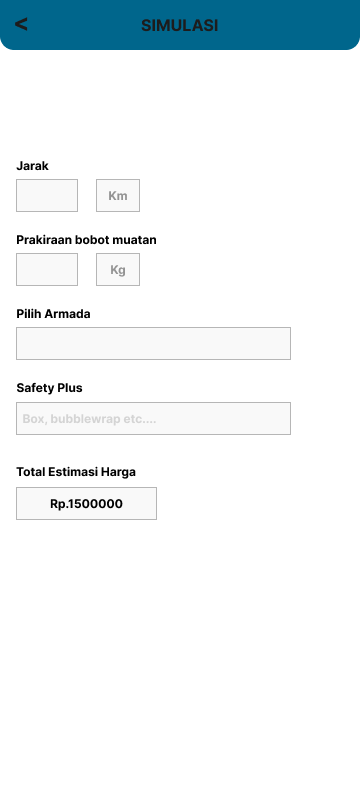 < SIMULASI
Jarak
Km
Prakiraan bobot muatan
Kg
Pilih Armada
Safety Plus
Box, bubblewrap etc....
Total Estimasi Harga
Rp.1500000